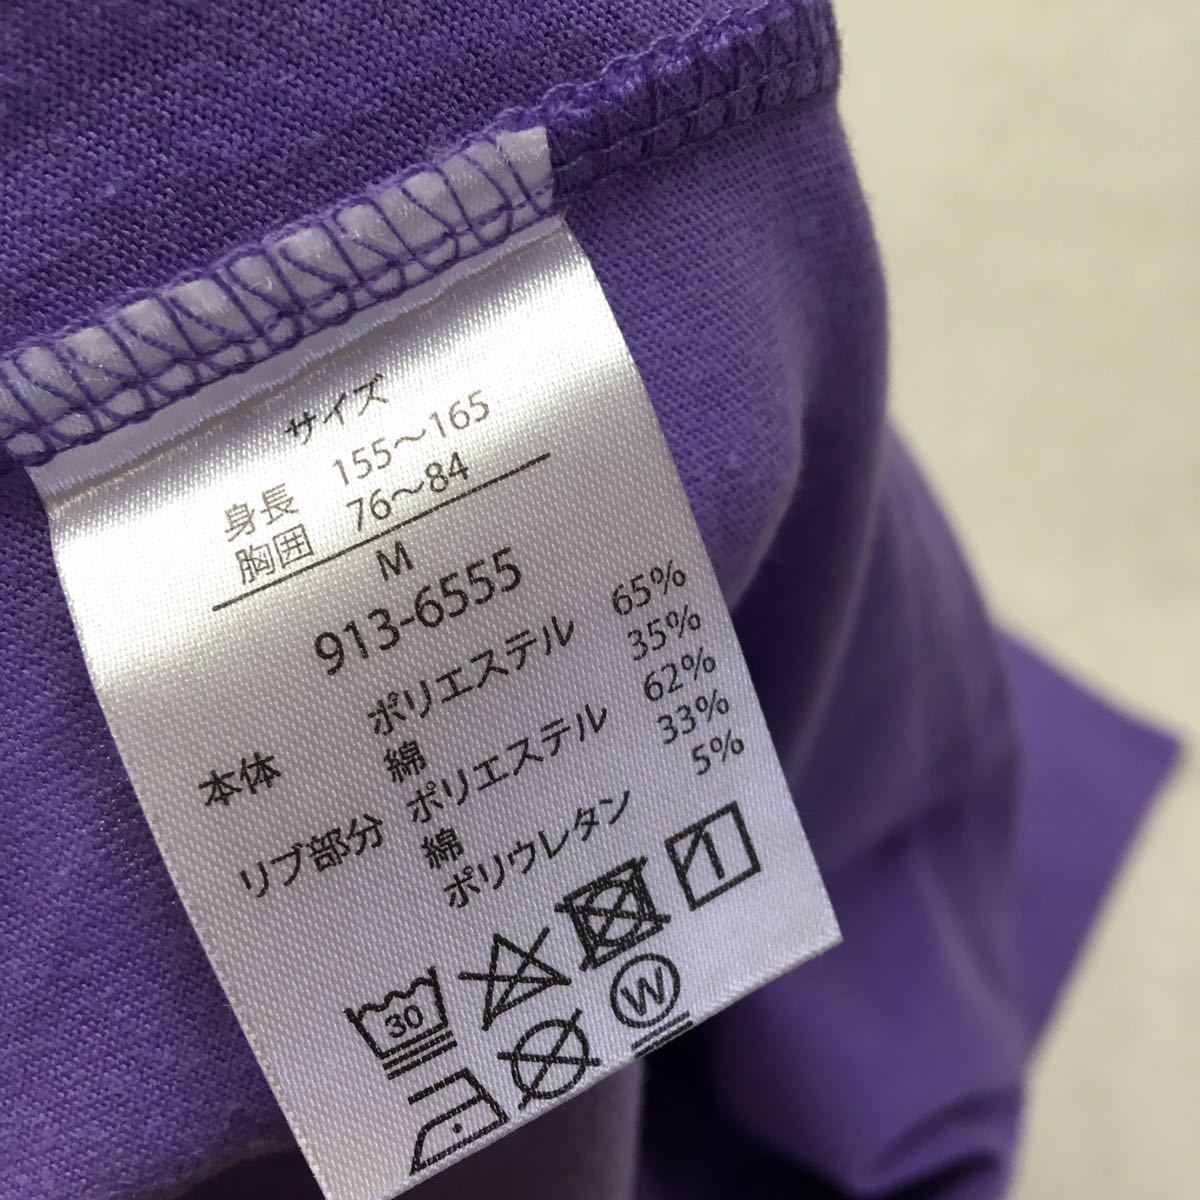 サイズ
身長 155～165
胸囲 76～84
M
913-6555
本体 ポリエステル 65%
綿 35%
リブ部分 ポリエステル 62%
綿 33%
ポリウレタン 5%
30
W